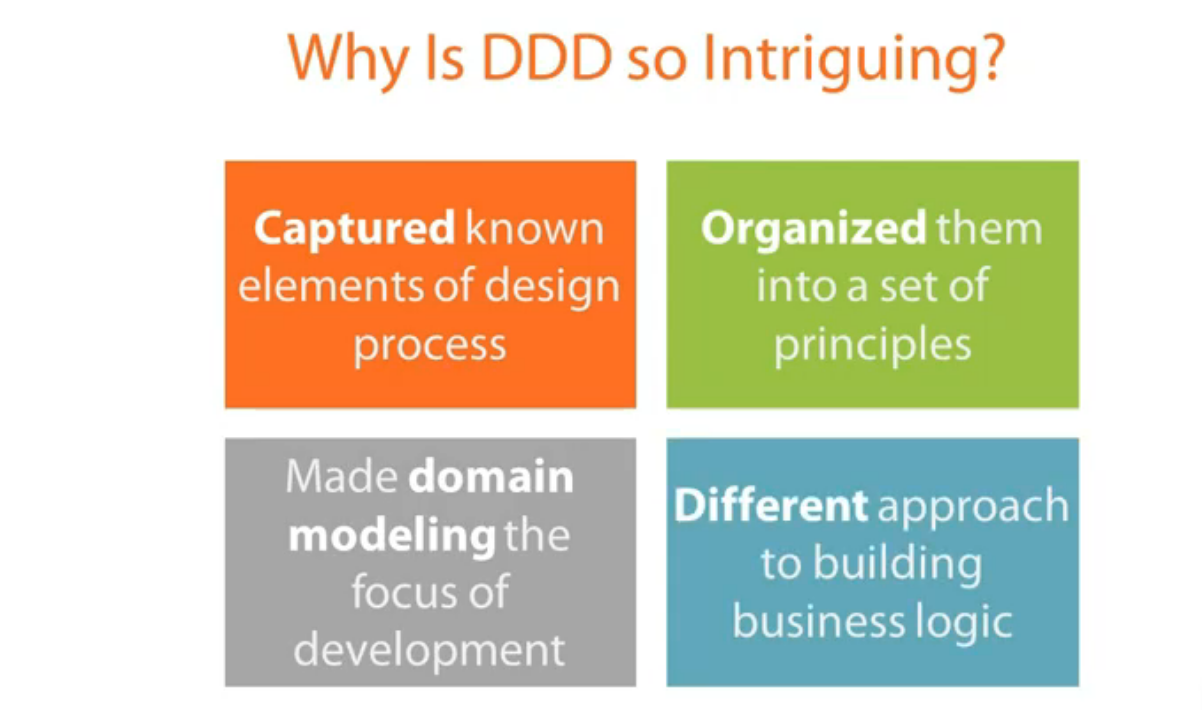 Why Is DDD so Intriguing?
Captured known
elements of design
process
Organized them
into a set of
principles
Made domain
modeling the
focus of
development
Different approach
to building
business logic